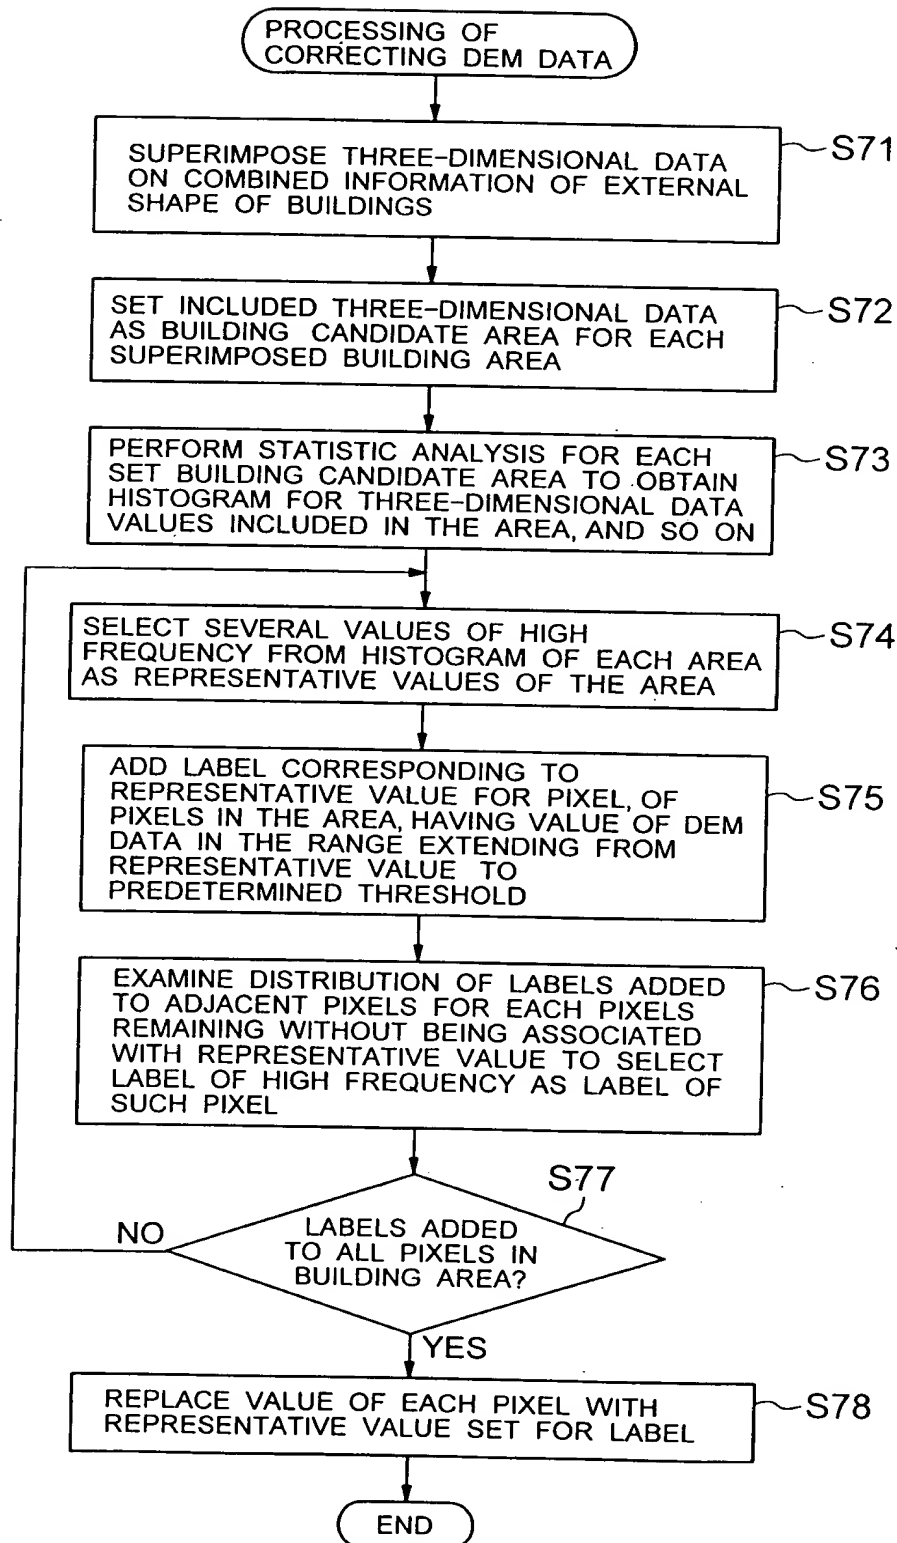 PROCESSING OF
CORRECTING DEM DATA
S71
SUPERIMPOSE THREE-DIMENSIONAL DATA
ON COMBINED INFORMATION OF EXTERNAL
SHAPE OF BUILDINGS
S72
SET INCLUDED THREE-DIMENSIONAL DATA
AS BUILDING CANDIDATE AREA FOR EACH
SUPERIMPOSED BUILDING AREA
S73
PERFORM STATISTIC ANALYSIS FOR EACH
SET BUILDING CANDIDATE AREA TO OBTAIN
HISTOGRAM FOR THREE-DIMENSIONAL DATA
VALUES INCLUDED IN THE AREA, AND SO ON
S74
SELECT SEVERAL VALUES OF HIGH
FREQUENCY FROM HISTOGRAM OF EACH AREA
AS REPRESENTATIVE VALUES OF THE AREA
S75
ADD LABEL CORRESPONDING TO
REPRESENTATIVE VALUE FOR PIXEL, OF
PIXELS IN THE AREA, HAVING VALUE OF DEM
DATA IN THE RANGE EXTENDING FROM
REPRESENTATIVE VALUE TO
PREDETERMINED THRESHOLD
S76
EXAMINE DISTRIBUTION OF LABELS ADDED
TO ADJACENT PIXELS FOR EACH PIXELS
REMAINING WITHOUT BEING ASSOCIATED
WITH REPRESENTATIVE VALUE TO SELECT
LABEL OF HIGH FREQUENCY AS LABEL OF
SUCH PIXEL
S77
NO
LABELS ADDED
TO ALL PIXELS IN
BUILDING AREA?
YES
S78
REPLACE VALUE OF EACH PIXEL WITH
REPRESENTATIVE VALUE SET FOR LABEL
END